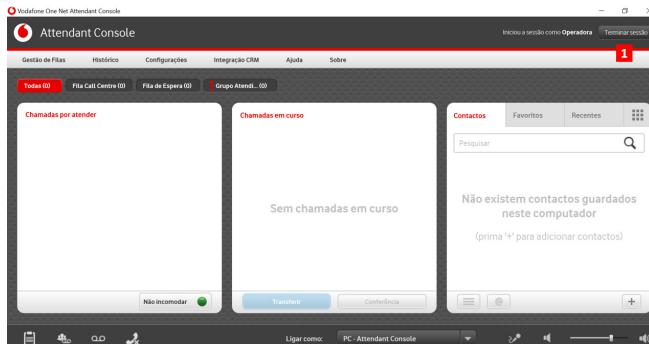 Vodafone One Net Attendant Console
Attendant Console
Iniciou a sessão como Operadora
Terminar sessão
1
Gestão de Filas Histórico Configurações Integração CRM Ajuda Sobre
Todas (0) Fila Call Centre (0) Fila de Espera (0) Grupo Atendi... (0)
Chamadas por atender
Não incomodar
Chamadas em curso
Sem chamadas em curso
Transferir Conferência
Contactos Favoritos Recentes
Pesquisar
Não existem contactos guardados
neste computador
(prima '+' para adicionar contactos)
Ligar como: PC - Attendant Console